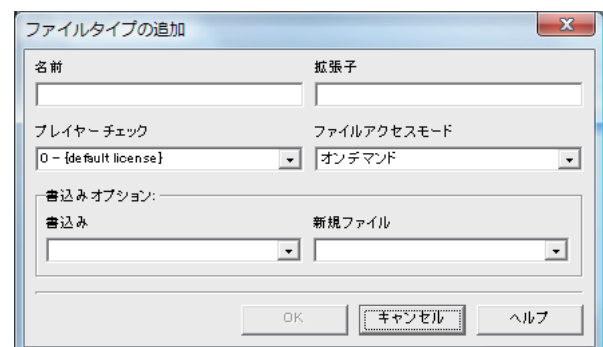 ファイルタイプの追加
名前 拡張子
プレイヤーチェック ファイルアクセスモード
0 - {default license} オンデマンド
書込みオプション:
書込み 新規ファイル
OK キャンセル ヘルプ